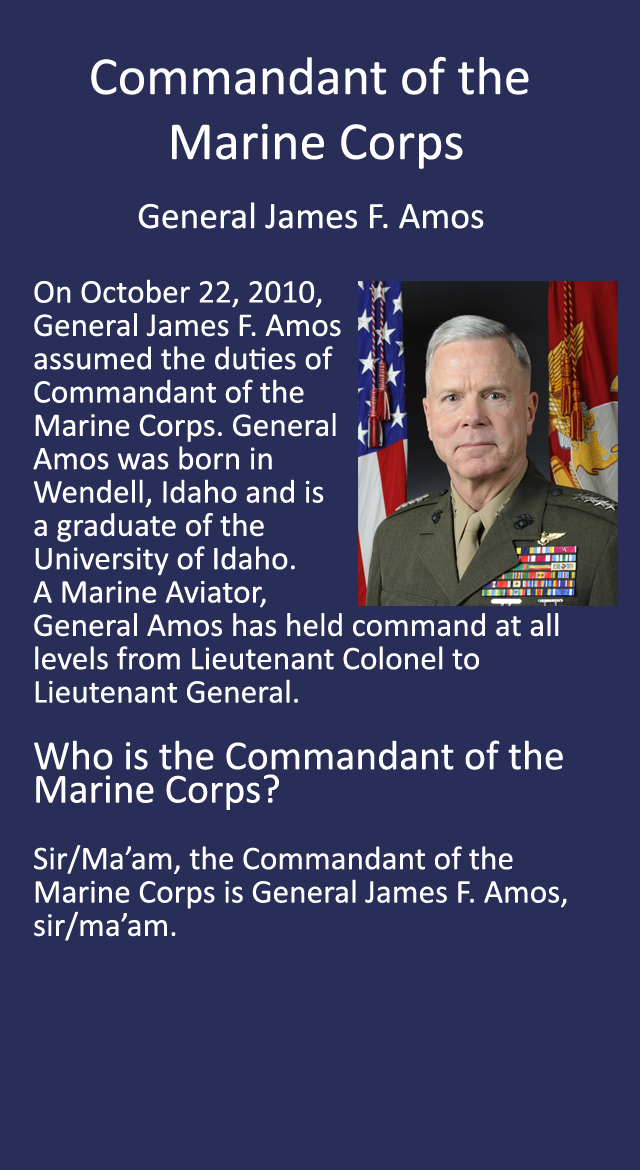 Commandant of the
Marine Corps
General James F. Amos
On October 22, 2010,
General James F. Amos
assumed the duties of
Commandant of the
Marine Corps. General
Amos was born in
Wendell, Idaho and is
a graduate of the
University of Idaho.
A Marine Aviator,
General Amos has held command at all
levels from Lieutenant Colonel to
Lieutenant General.
Who is the Commandant of the
Marine Corps?
Sir/Ma’am, the Commandant of the
Marine Corps is General James F. Amos,
sir/ma’am.